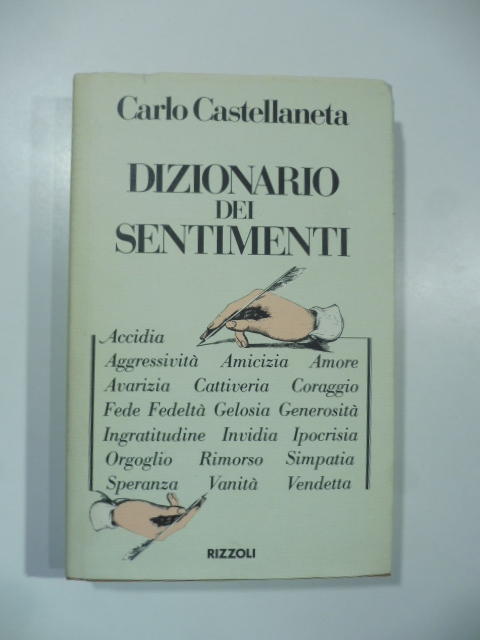 Carlo Castellaneta
DIZIONARIO
DEI
SENTIMENTI
Accidia
Aggressività Amicizia Amore
Avarizia Cattiveria Coraggio
Fede Fedeltà Gelosia Generosità
Ingratitudine Invidia Ipocrisia
Orgoglio Rimorso Simpatia
Speranza Vanità Vendetta
RIZZOLI